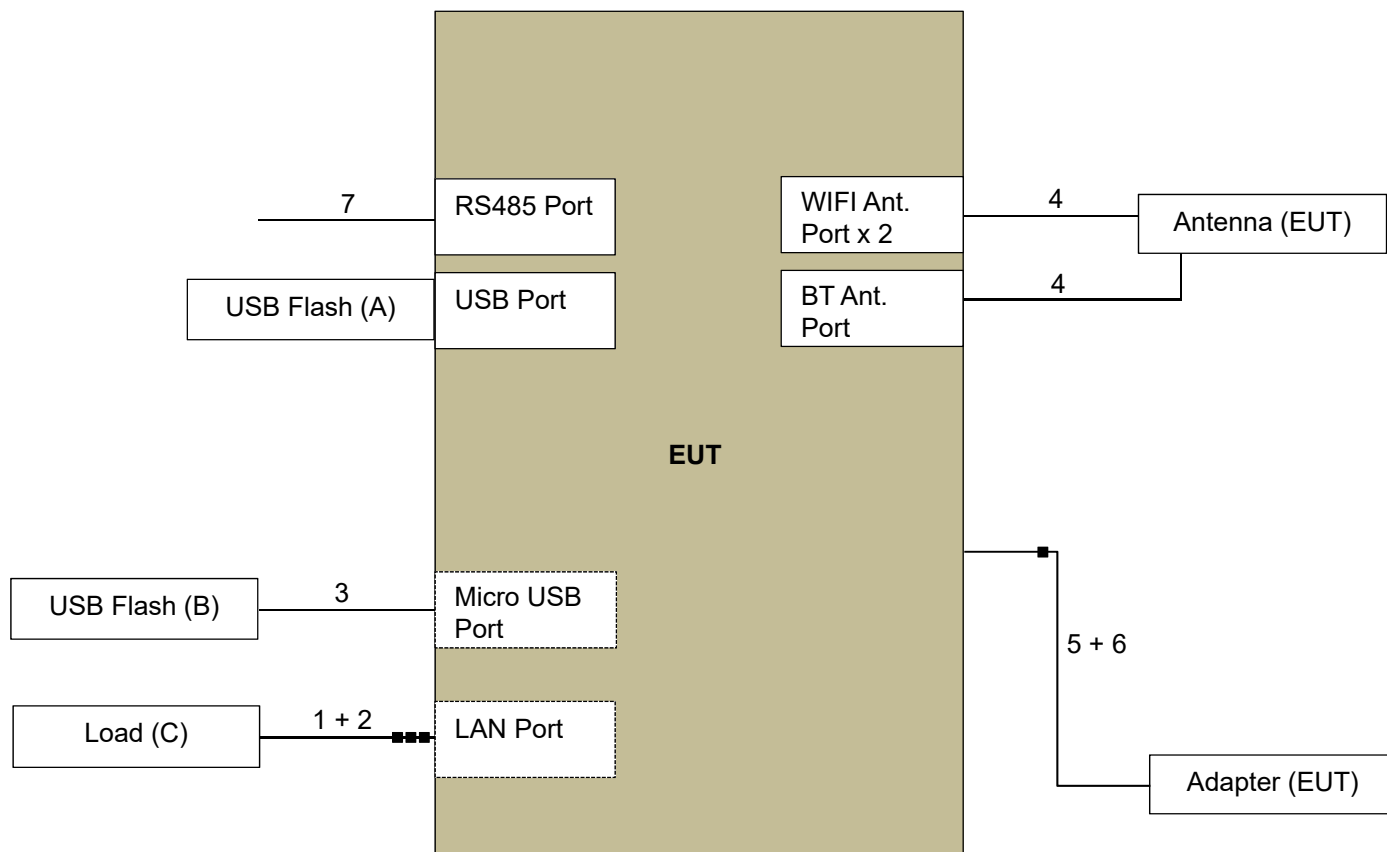 7
RS485 Port
WIFI Ant.
Port x 2
4
Antenna (EUT)
USB Flash (A)
USB Port
BT Ant.
Port
4
EUT
USB Flash (B)
3
Micro USB
Port
5 + 6
Load (C)
1 + 2
LAN Port
Adapter (EUT)